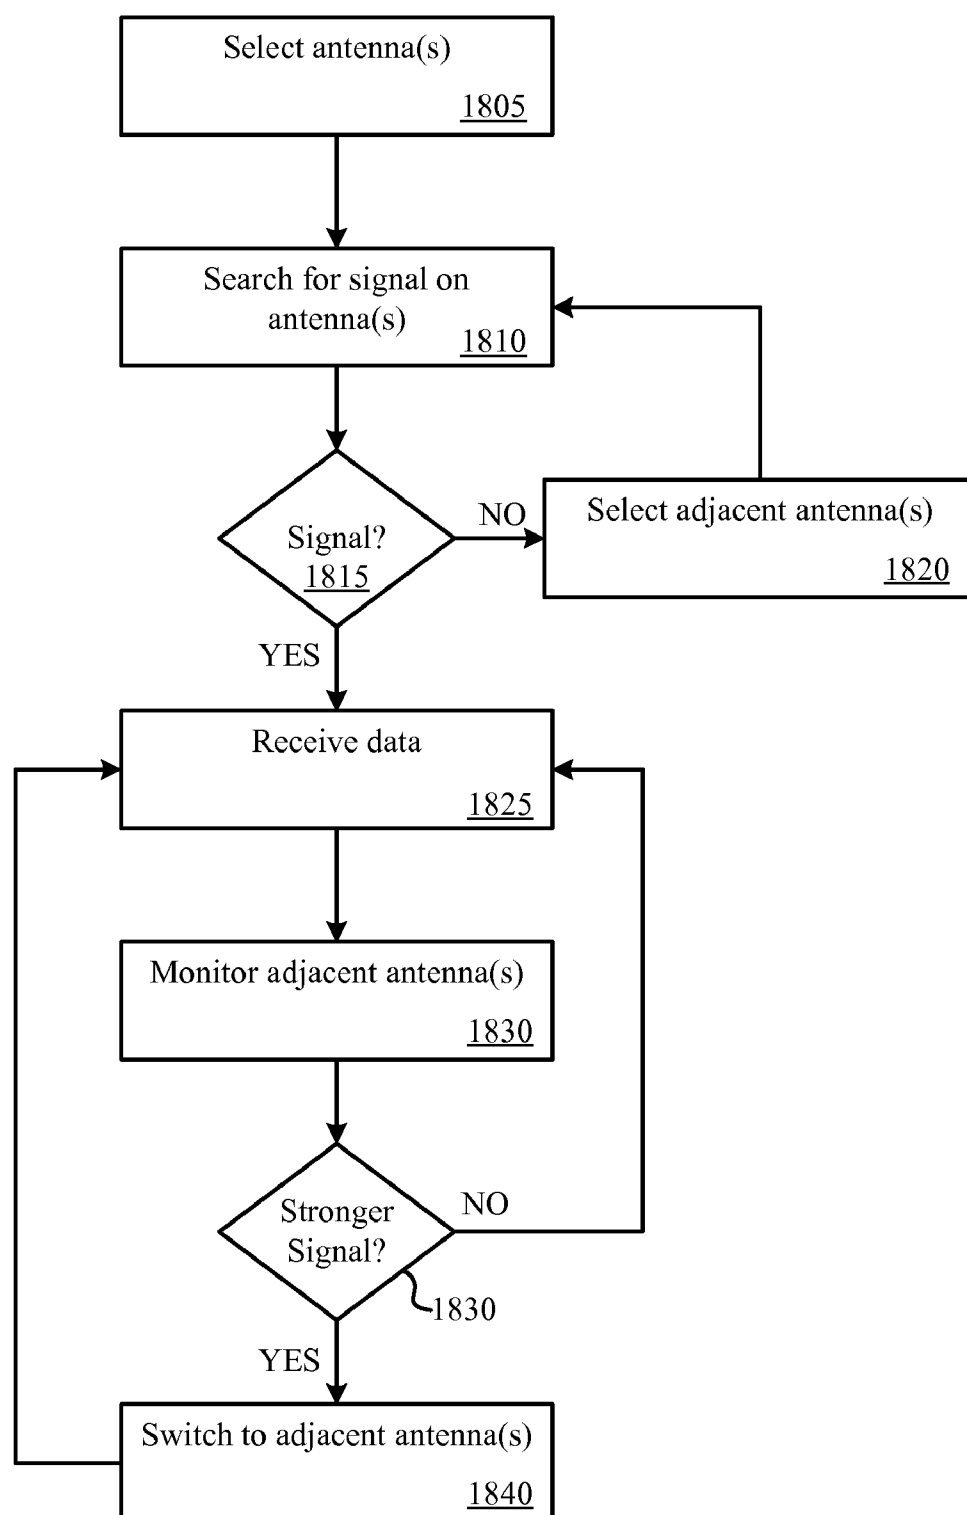 Select antenna(s)
1805
Search for signal on
antenna(s)
1810
Signal?
1815
NO
Select adjacent antenna(s)
1820
YES
Receive data
1825
Monitor adjacent antenna(s)
1830
Stronger
Signal?
NO
1830
YES
Switch to adjacent antenna(s)
1840